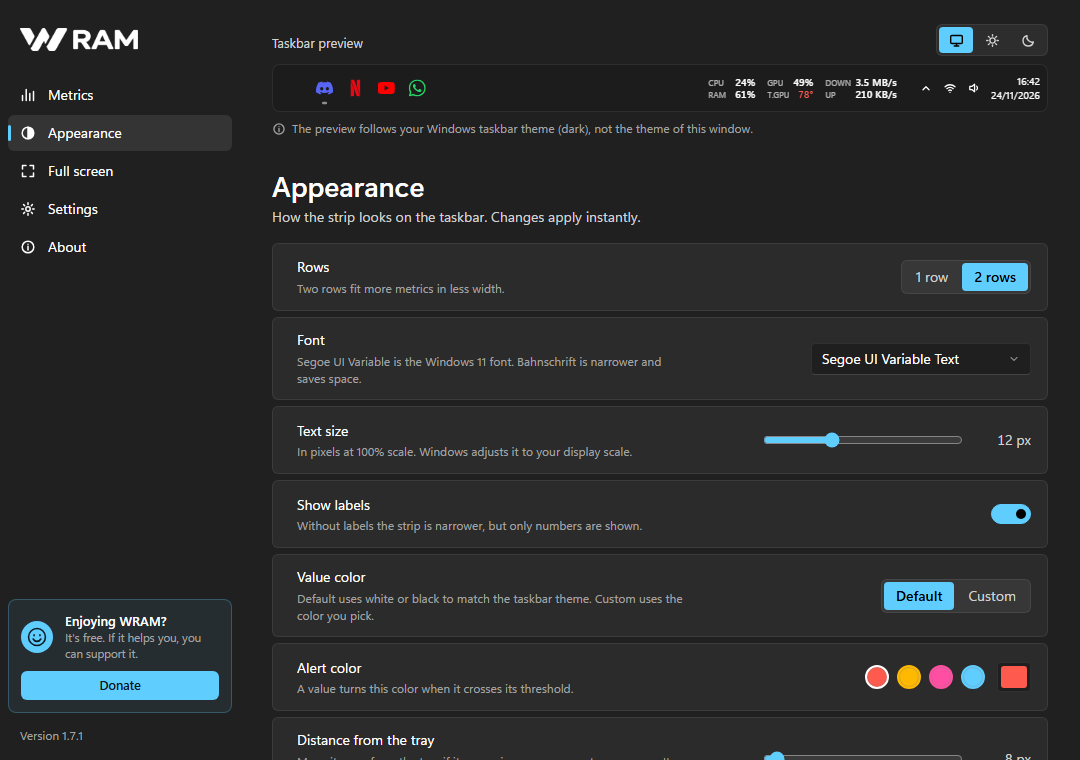 WRAM
Metrics
Appearance
Full screen
Settings
About
Enjoying WRAM?
It's free. If it helps you, you
can support it.
Donate
Version 1.7.1
Taskbar preview
CPU 24% GPU 49% DOWN 3.5 MB/s
RAM 61% T.GPU 78° UP 210 KB/s
16:42
24/11/2026
The preview follows your Windows taskbar theme (dark), not the theme of this window.
Appearance
How the strip looks on the taskbar. Changes apply instantly.
Rows
Two rows fit more metrics in less width.
1 row 2 rows
Font
Segoe UI Variable is the Windows 11 font. Bahnschrift is narrower and
saves space.
Segoe UI Variable Text
Text size
In pixels at 100% scale. Windows adjusts it to your display scale.
12 px
Show labels
Without labels the strip is narrower, but only numbers are shown.
Value color
Default uses white or black to match the taskbar theme. Custom uses the
color you pick.
Default Custom
Alert color
A value turns this color when it crosses its threshold.
Distance from the tray
8 px